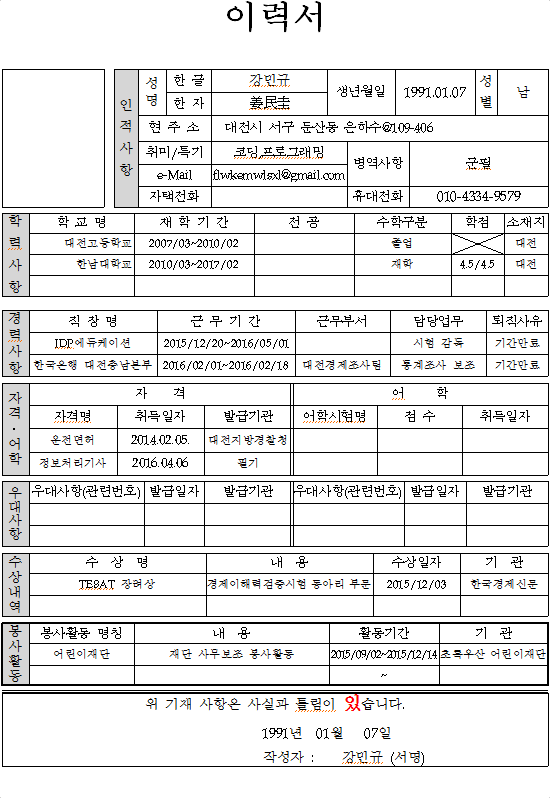 이력서
인적사항
성명 한 글 강민규 생년월일 1991.01.07 성별 남
한 자 姜民圭
현 주 소 대전시 서구 둔산동 은하수@109-406
취미/특기 코딩,프로그래밍 병역사항 군필
e-Mail flwkemwlsxl@gmail.com
자택전화 휴대전화 010-4334-9579
학력사항
학 교 명 재 학 기 간 전 공 수학구분 학점 소재지
대전고등학교 2007/03~2010/02 졸업 대전
한남대학교 2010/03~2017/02 재학 4.5/4.5 대전
경력사항
직 장 명 근 무 기 간 근무부서 담당업무 퇴직사유
IDP에듀케이션 2015/12/20~2016/05/01 시험 감독 기간만료
한국은행 대전충남본부 2016/02/01~2016/02/18 대전경제조사팀 통계조사 보조 기간만료
자격·어학
자 격 어 학
자격명 취득일자 발급기관 어학시험명 점 수 취득일자
운전면허 2014.02.05. 대전지방경찰청
정보처리기사 2016.04.06 필기
우대사항
우대사항(관련번호) 발급일자 발급기관 우대사항(관련번호) 발급일자 발급기관
수상내역
수 상 명 내 용 수상일자 기 관
TESAT 장려상 경제이해력검증시험 동아리 부문 2015/12/03 한국경제신문
봉사활동
봉사활동 명칭 내 용 활동기간 기 관
어린이재단 재단 사무보조 봉사활동 2015/09/02~2015/12/14 초록우산 어린이재단
~
위 기재 사항은 사실과 틀림이 있습니다.
1991년 01월 07일
작성자 : 강민규 (서명)